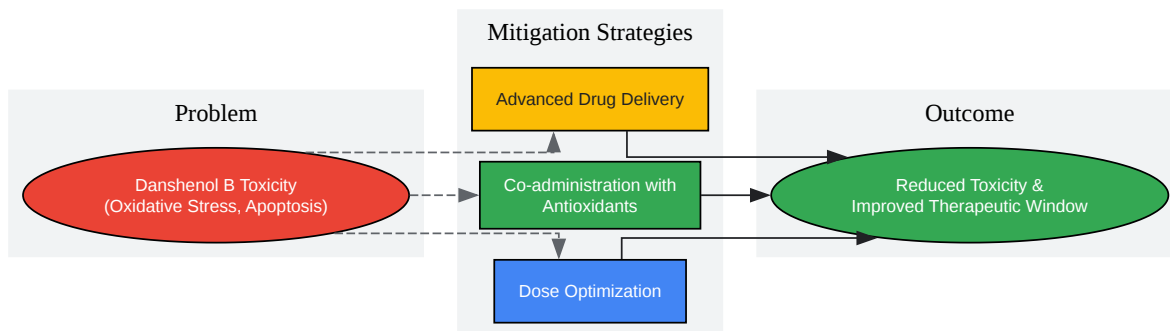 Problem
Danshenol B Toxicity
(Oxidative Stress, Apoptosis)
Mitigation Strategies
Advanced Drug Delivery
Co-administration with
Antioxidants
Dose Optimization
Outcome
Reduced Toxicity &
Improved Therapeutic Window